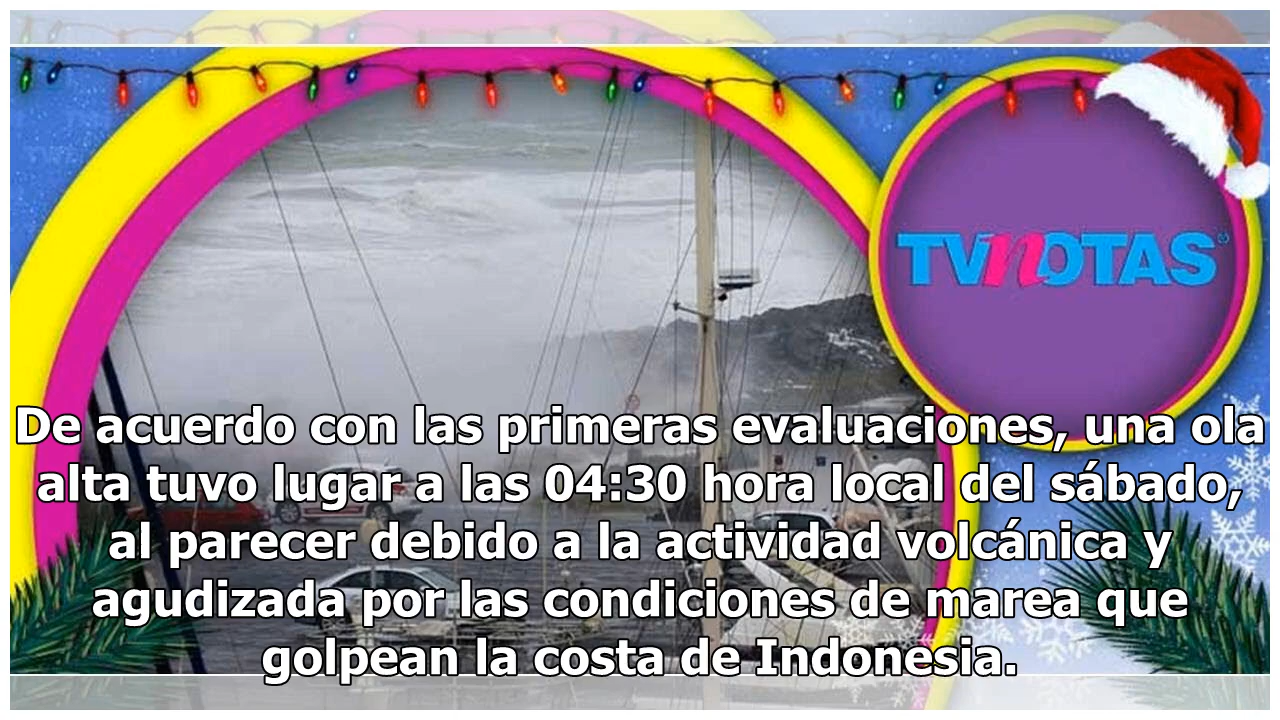 TVnOTAS
De acuerdo con las primeras evaluaciones, una ola
alta tuvo lugar a las 04:30 hora local del sábado,
al parecer debido a la actividad volcánica y
agudizada por las condiciones de marea que
golpean la costa de Indonesia.